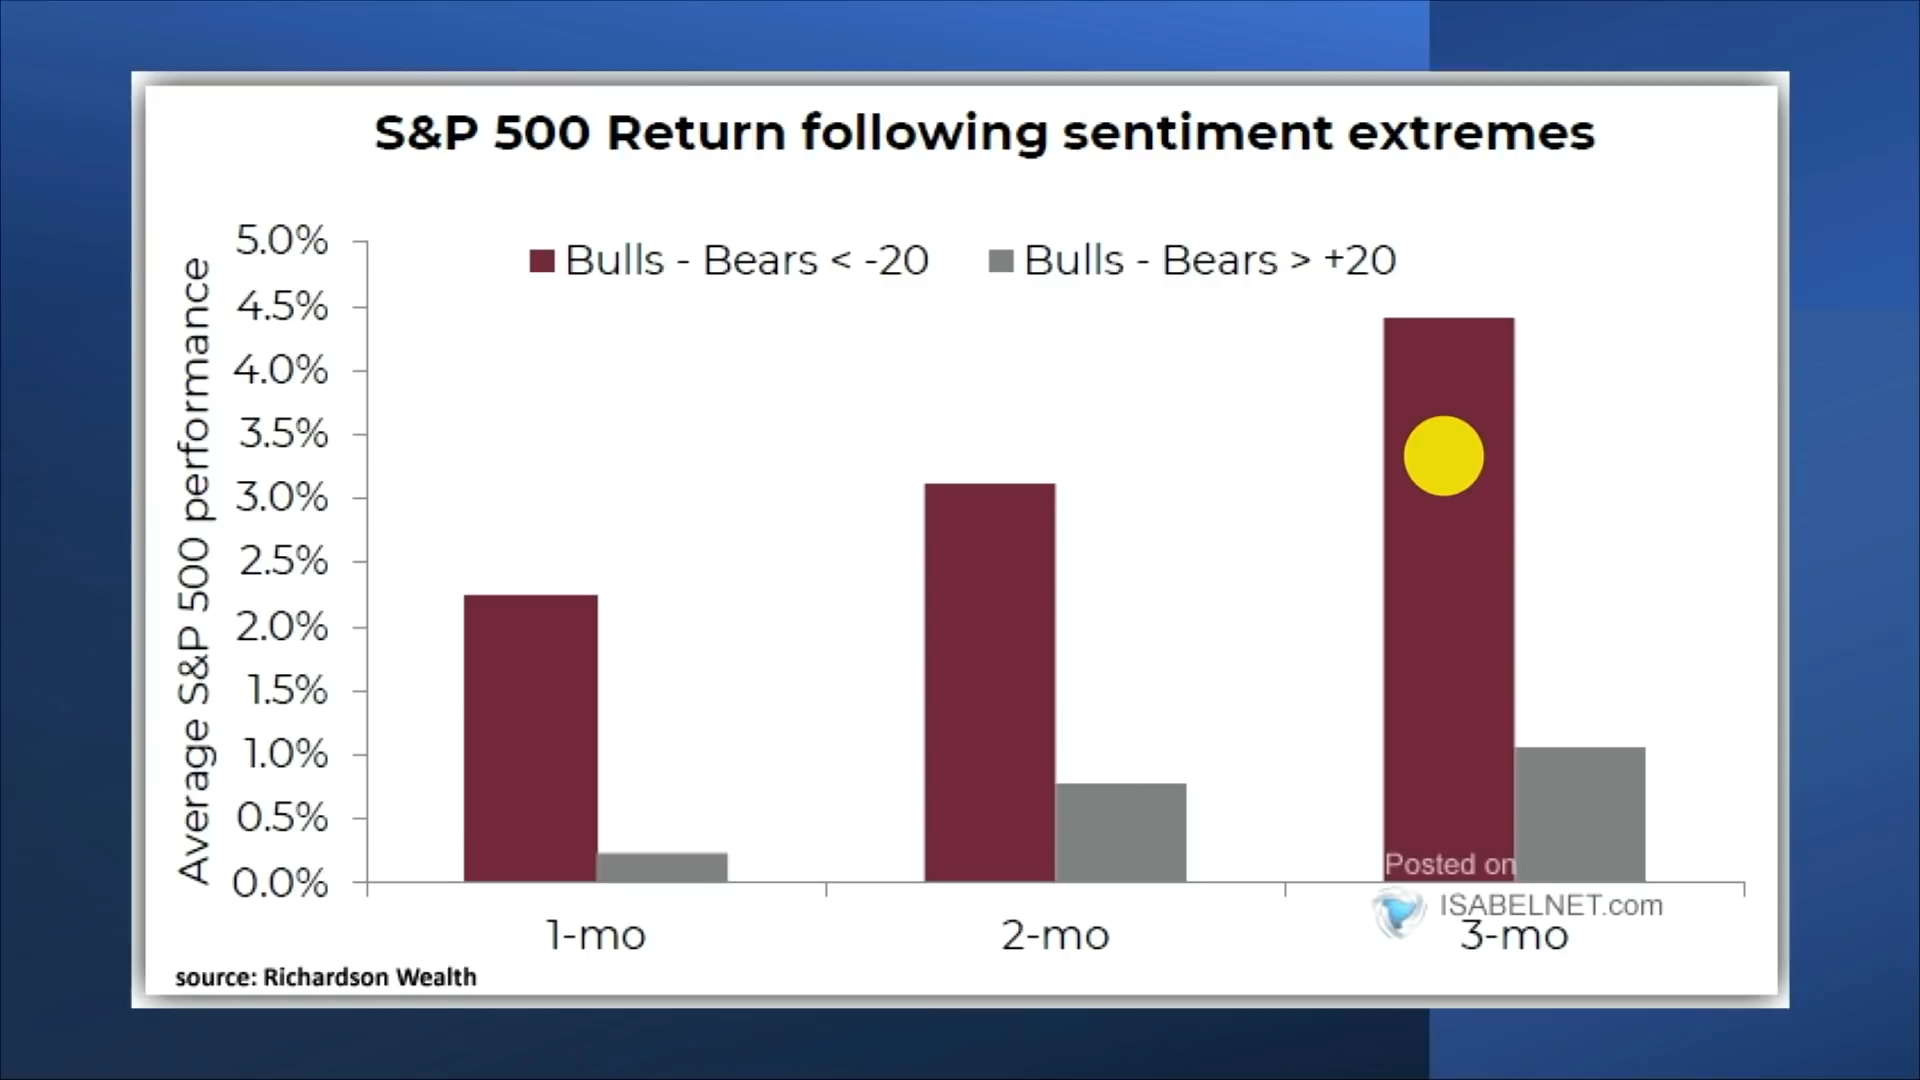 S&P 500 Return following sentiment extremes
Bulls - Bears < -20
Bulls - Bears > +20
Average S&P 500 performance
5.0%
4.5%
4.0%
3.5%
3.0%
2.5%
2.0%
1.5%
1.0%
0.5%
0.0%
Posted on
ISABELNET.com
1-mo
2-mo
3-mo
source: Richardson Wealth